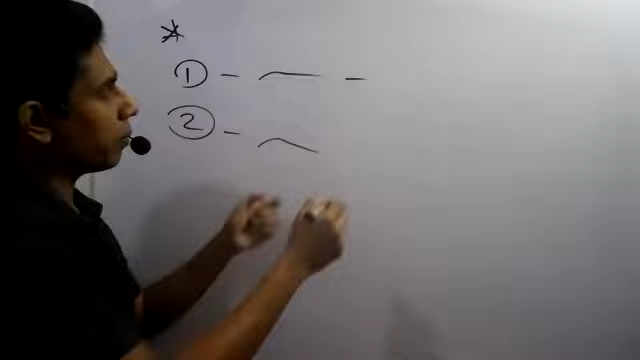 *
① - ⁓ -
② - ⁓